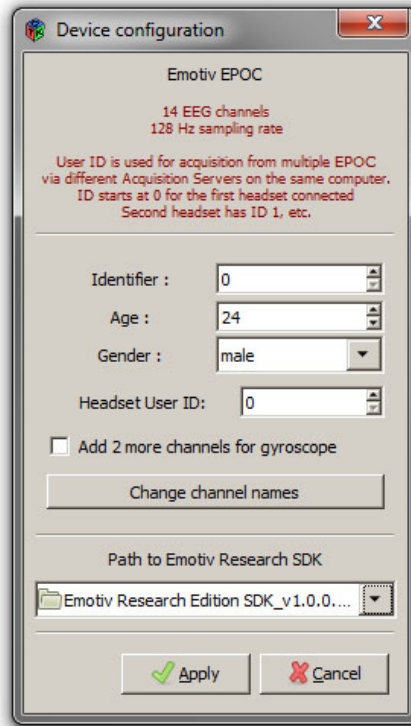 Device configuration
Emotiv EPOC
14 EEG channels
128 Hz sampling rate
User ID is used for acquisition from multiple EPOC
via different Acquisition Servers on the same computer.
ID starts at 0 for the first headset connected
Second headset has ID 1, etc.
Identifier : 0
Age : 24
Gender : male
Headset User ID: 0
Add 2 more channels for gyroscope
Change channel names
Path to Emotiv Research SDK
Emotiv Research Edition SDK_v1.0.0....
Apply Cancel